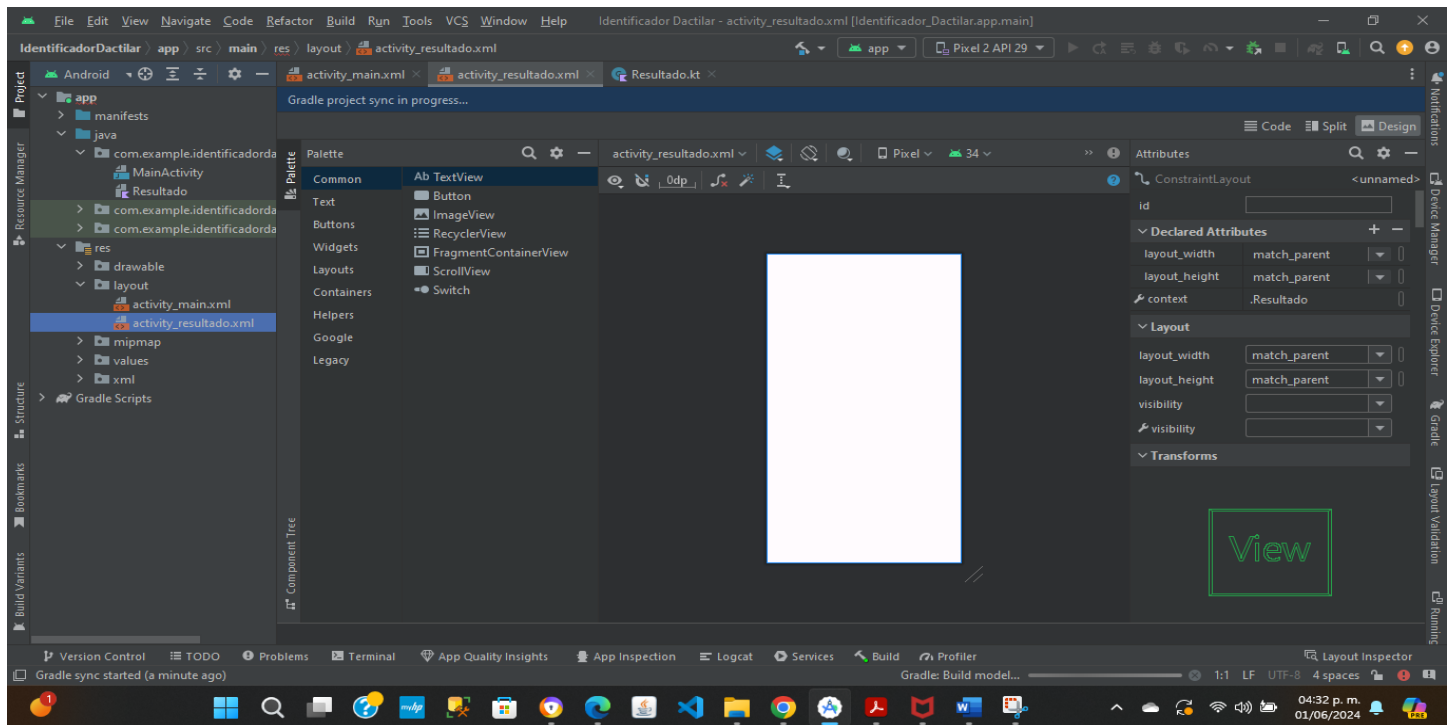 File Edit View Navigate Code Refactor Build Run Tools VCS Window Help Identificador Dactilar - activity_resultado.xml [Identificador_Dactilar.app.main]
IdentificadorDactilar app src main res layout activity_resultado.xml app Pixel 2 API 29
Android activity_main.xml activity_resultado.xml Resultado.kt
Gradle project sync in progress...
Code Split Design
Project
Resource Manager
Structure
Bookmarks
Build Variants
app
manifests
java
com.example.identificadorda
MainActivity
Resultado
com.example.identificadorda
com.example.identificadorda
res
drawable
layout
activity_main.xml
activity_resultado.xml
mipmap
values
xml
Gradle Scripts
Palette
Component Tree
Palette
Common
Text
Buttons
Widgets
Layouts
Containers
Helpers
Google
Legacy
Ab TextView
Button
ImageView
RecyclerView
FragmentContainerView
ScrollView
Switch
activity_resultado.xml Pixel 34
0dp
Attributes
ConstraintLayout <unnamed>
id
Declared Attributes
layout_width match_parent
layout_height match_parent
context .Resultado
Layout
layout_width match_parent
layout_height match_parent
visibility
visibility
Transforms
View
Notifications
Device Manager
Device Explorer
Gradle
Layout Validation
Running
Version Control TODO Problems Terminal App Quality Insights App Inspection Logcat Services Build Profiler Layout Inspector
Gradle sync started (a minute ago) Gradle: Build model... 1:1 LF UTF-8 4 spaces
1 myhp 04:32 p. m.
01/06/2024 PRE